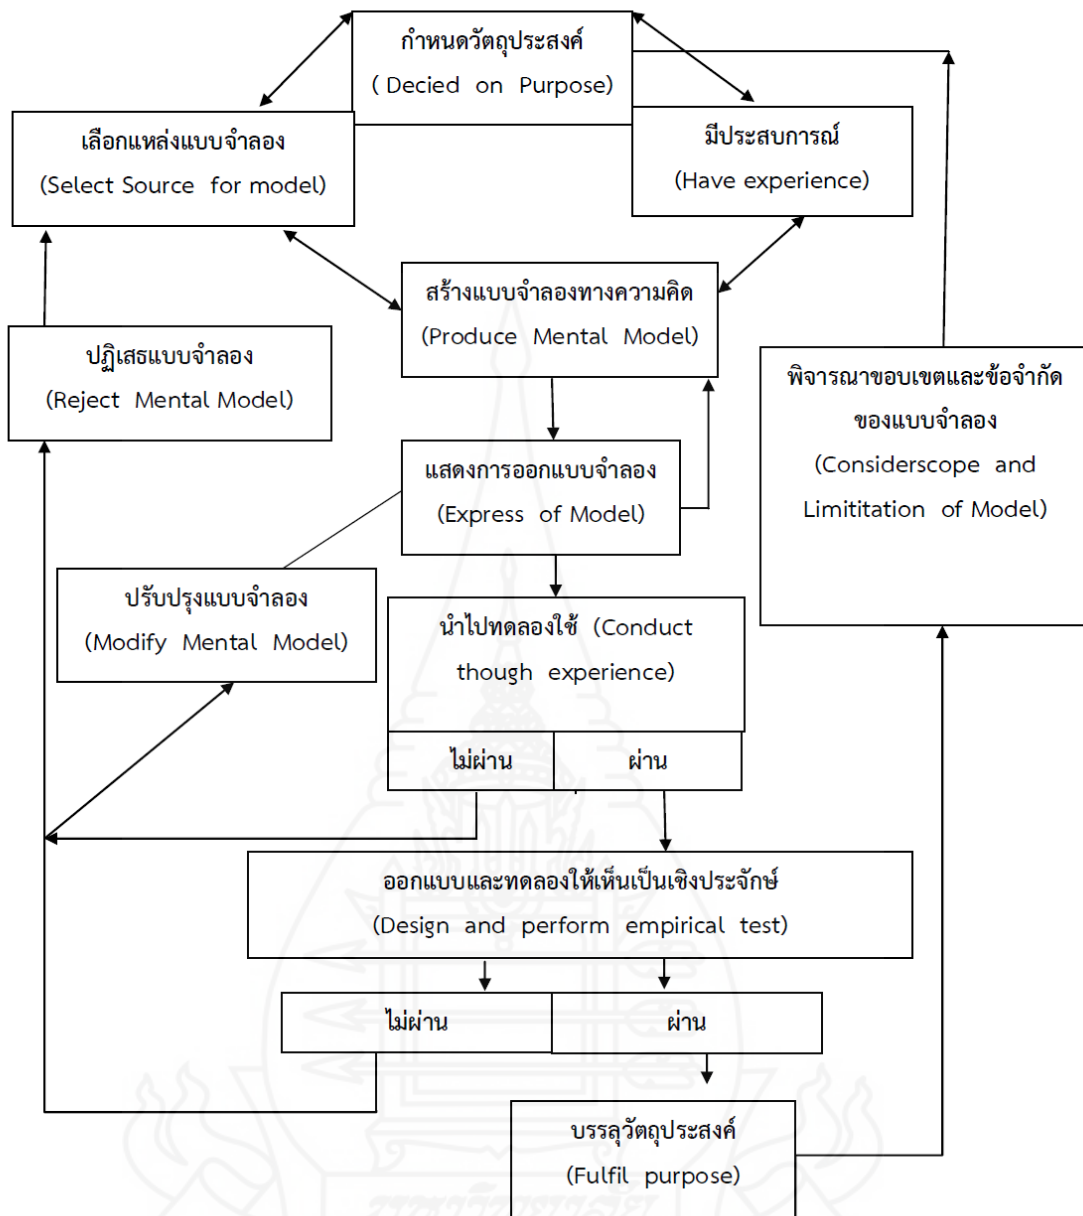 กำหนดวัตถุประสงค์
( Decied on Purpose)
เลือกแหล่งแบบจำลอง
(Select Source for model)
มีประสบการณ์
(Have experience)
สร้างแบบจำลองทางความคิด
(Produce Mental Model)
ปฏิเสธแบบจำลอง
(Reject Mental Model)
พิจารณาขอบเขตและข้อจำกัด
ของแบบจำลอง
(Considerscope and
Limititation of Model)
แสดงการออกแบบจำลอง
(Express of Model)
ปรับปรุงแบบจำลอง
(Modify Mental Model)
นำไปทดลองใช้ (Conduct
though experience)
ไม่ผ่าน
ผ่าน
ออกแบบและทดลองให้เห็นเป็นเชิงประจักษ์
(Design and perform empirical test)
ไม่ผ่าน
ผ่าน
บรรลุวัตถุประสงค์
(Fulfil purpose)